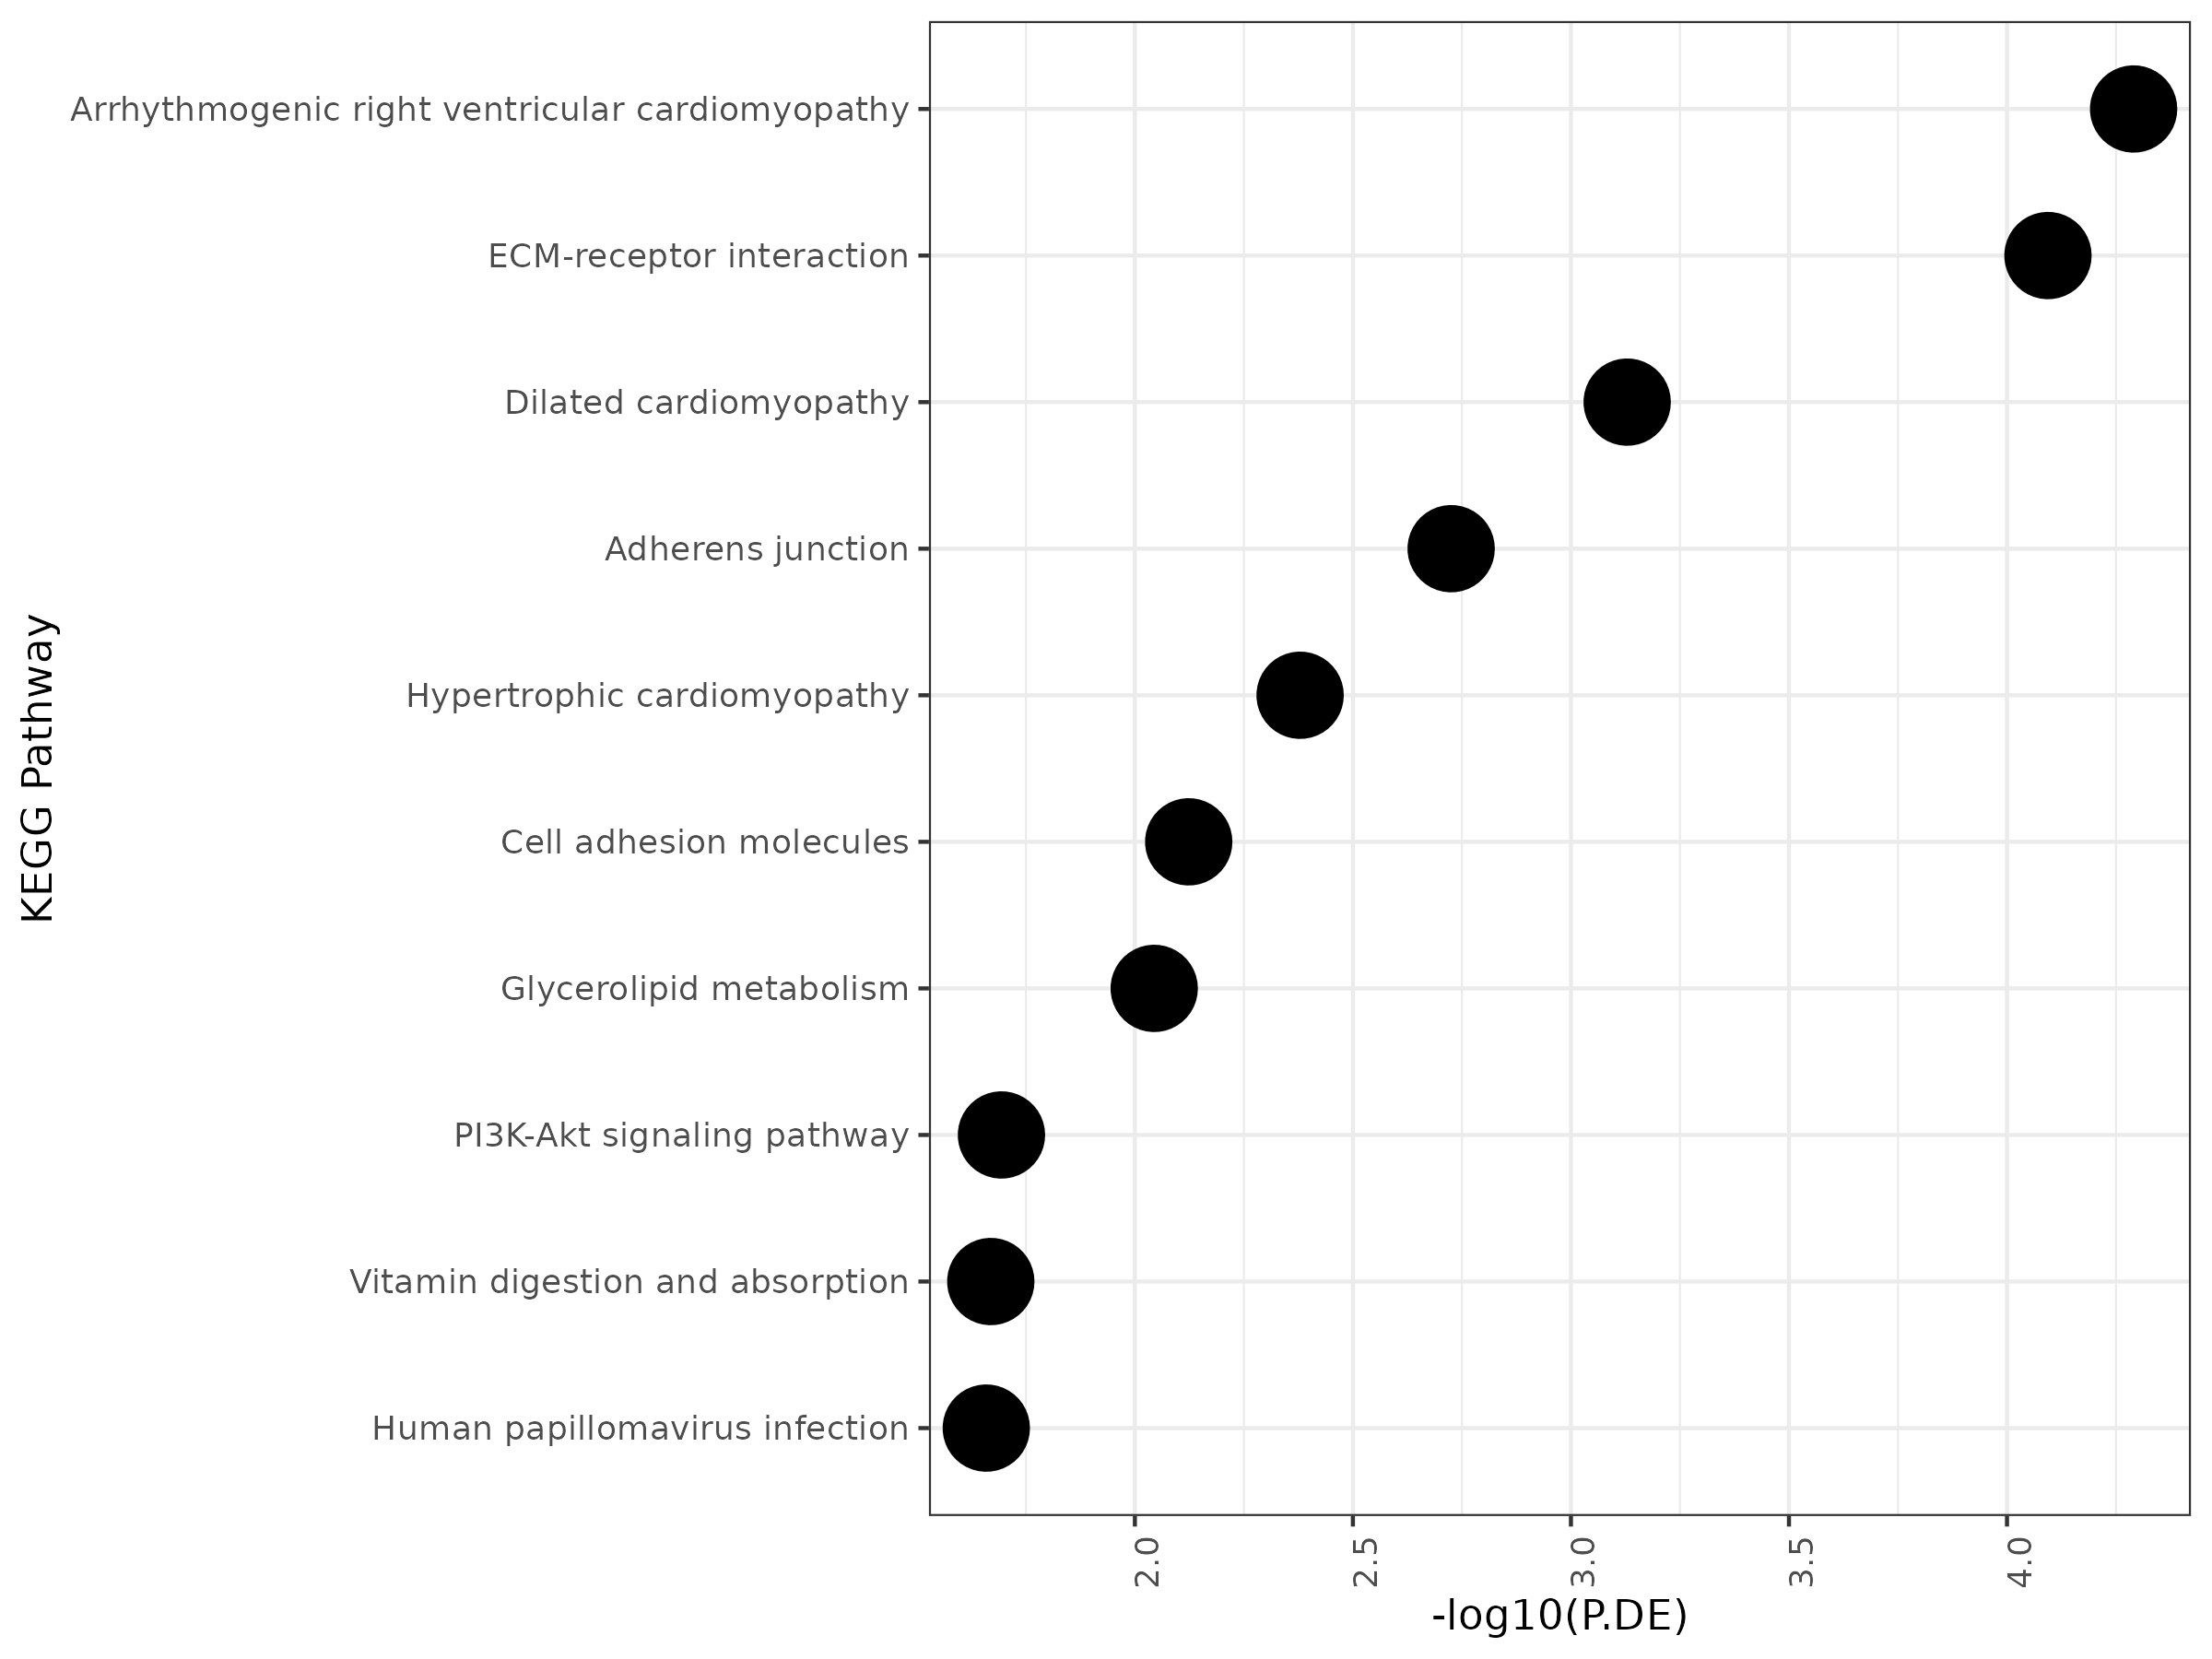 Arrhythmogenic right ventricular cardiomyopathy
ECM-receptor interaction
Dilated cardiomyopathy
Adherens junction
Hypertrophic cardiomyopathy
Cell adhesion molecules
Glycerolipid metabolism
PI3K-Akt signaling pathway
Vitamin digestion and absorption
Human papillomavirus infection
KEGG Pathway
2.0
2.5
3.0
3.5
4.0
-log10(P.DE)